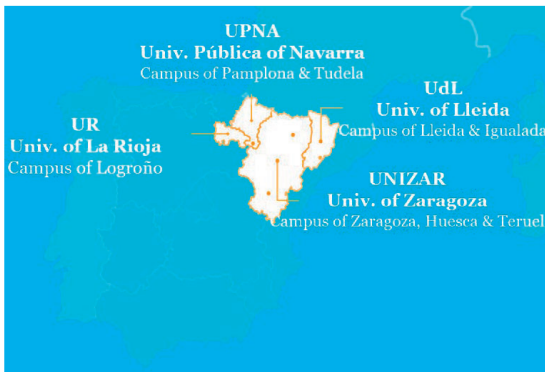 UPNA
Univ. Pública of Navarra
Campus of Pamplona & Tudela
UdL
Univ. of Lleida
Campus of Lleida & Igualada
UR
Univ. of La Rioja
Campus of Logroño
UNIZAR
Univ. of Zaragoza
Campus of Zaragoza, Huesca & Teruel